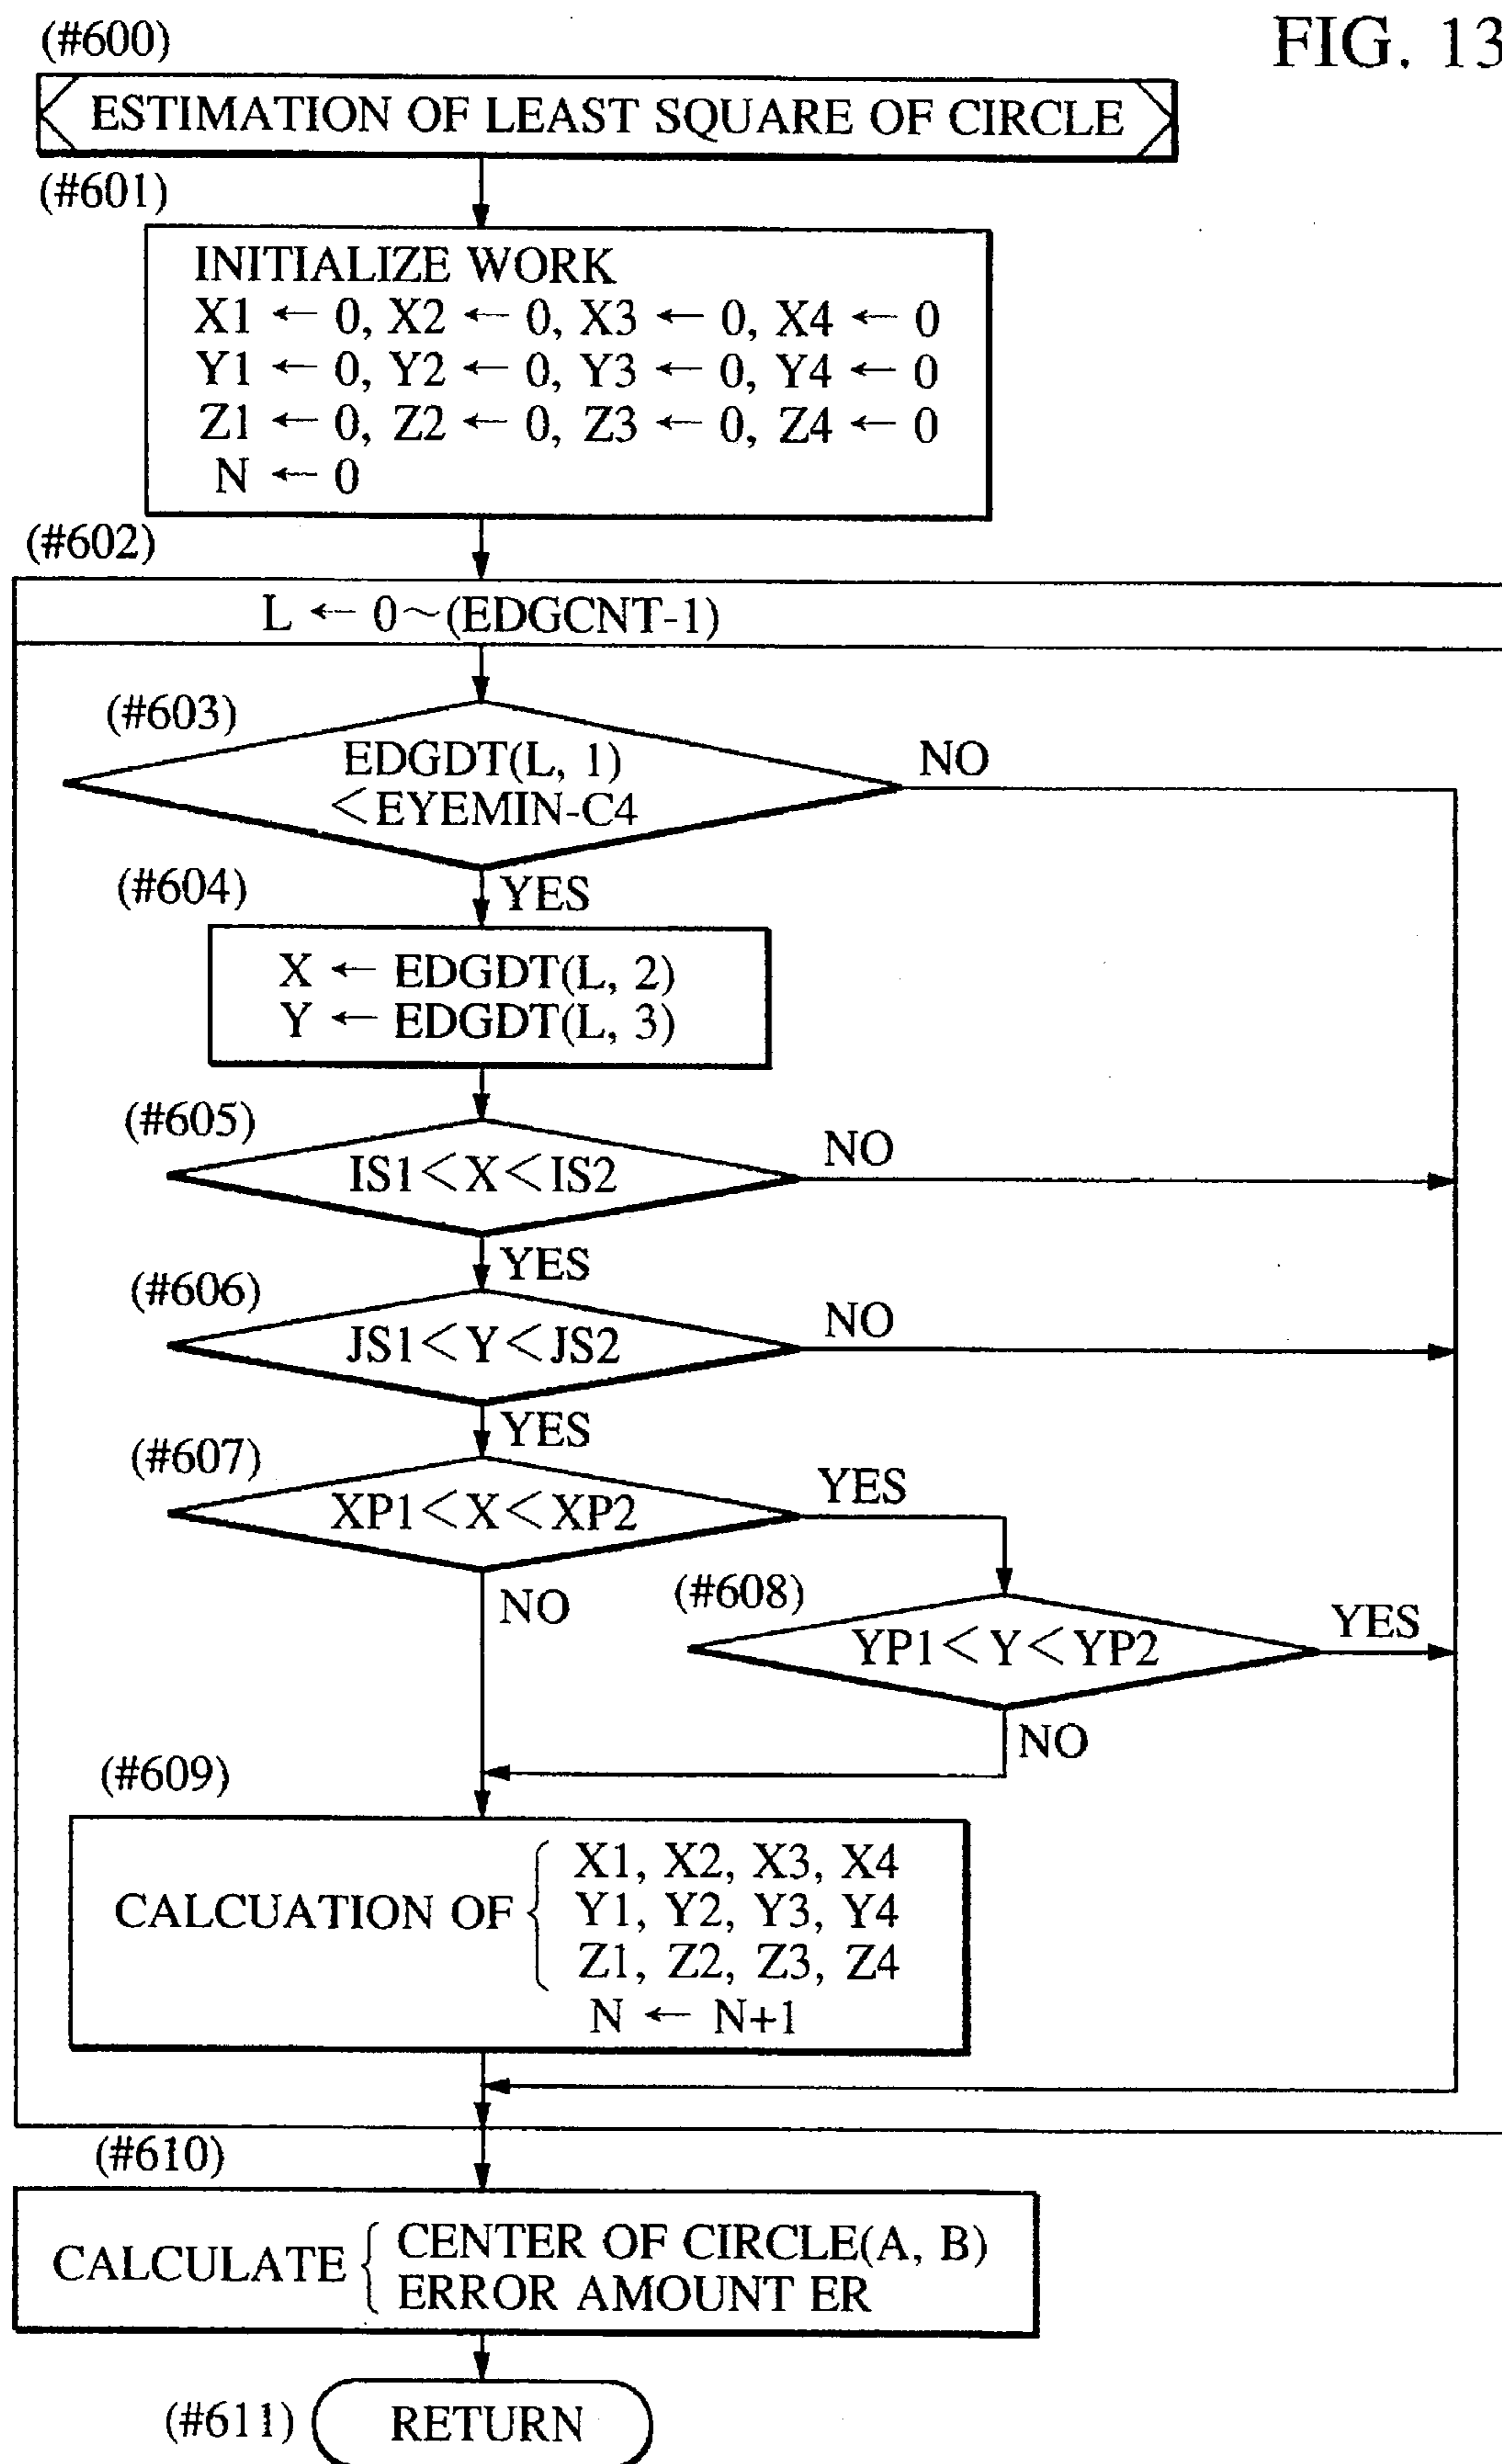 (#600)
FIG. 13
ESTIMATION OF LEAST SQUARE OF CIRCLE
(#601)
INITIALIZE WORK
X1 ← 0, X2 ← 0, X3 ← 0, X4 ← 0
Y1 ← 0, Y2 ← 0, Y3 ← 0, Y4 ← 0
Z1 ← 0, Z2 ← 0, Z3 ← 0, Z4 ← 0
N ← 0
(#602)
L ← 0~(EDGCNT-1)
(#603)
EDGDT(L, 1)
<EYEMIN-C4
NO
(#604)
YES
X ← EDGDT(L, 2)
Y ← EDGDT(L, 3)
(#605)
IS1<X<IS2
NO
YES
(#606)
JS1<Y<JS2
NO
YES
(#607)
XP1<X<XP2
YES
NO
(#608)
YP1<Y<YP2
YES
NO
(#609)
CALCUATION OF
X1, X2, X3, X4
Y1, Y2, Y3, Y4
Z1, Z2, Z3, Z4
N ← N+1
(#610)
CALCULATE
CENTER OF CIRCLE(A, B)
ERROR AMOUNT ER
(#611)
RETURN